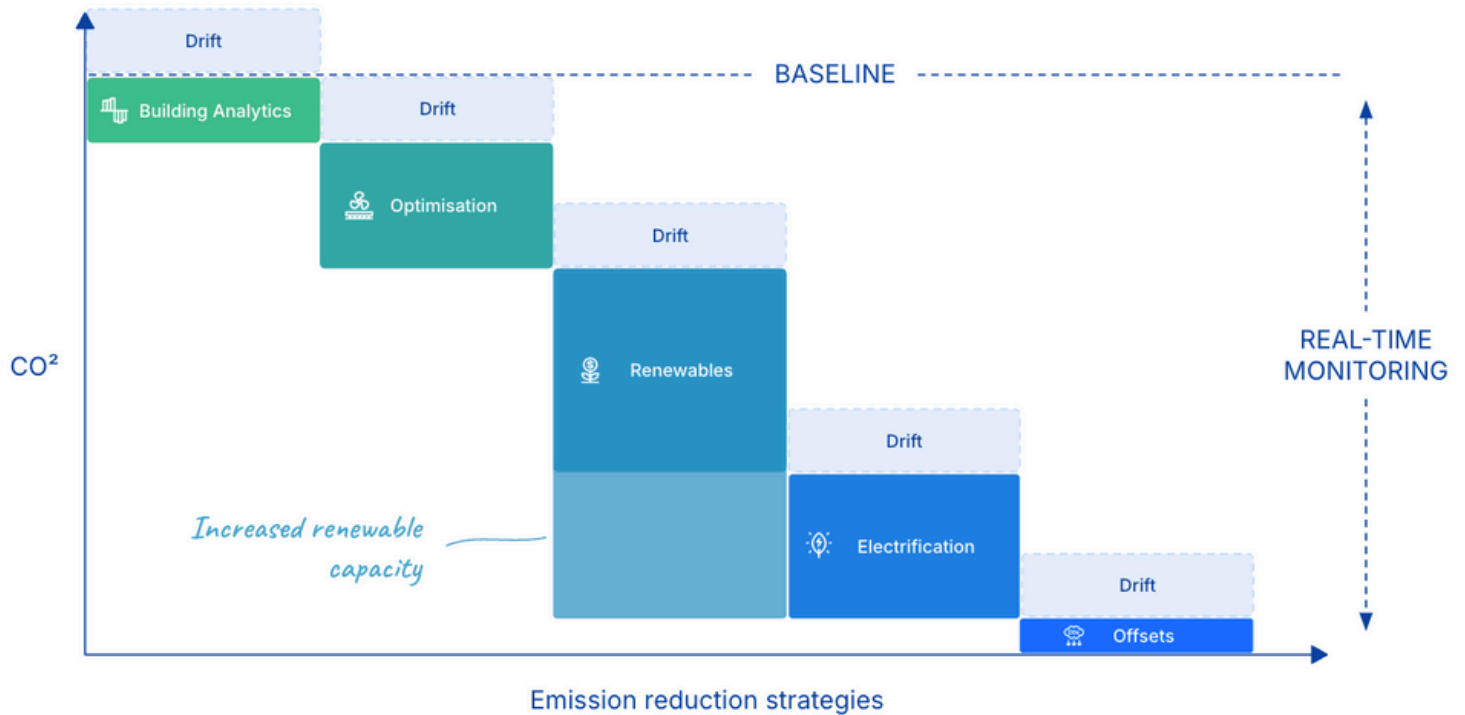 Drift
BASELINE
Building Analytics
Drift
Optimisation
Drift
REAL-TIME
MONITORING
CO²
Renewables
Drift
Increased renewable
capacity
Electrification
Drift
Offsets
Emission reduction strategies